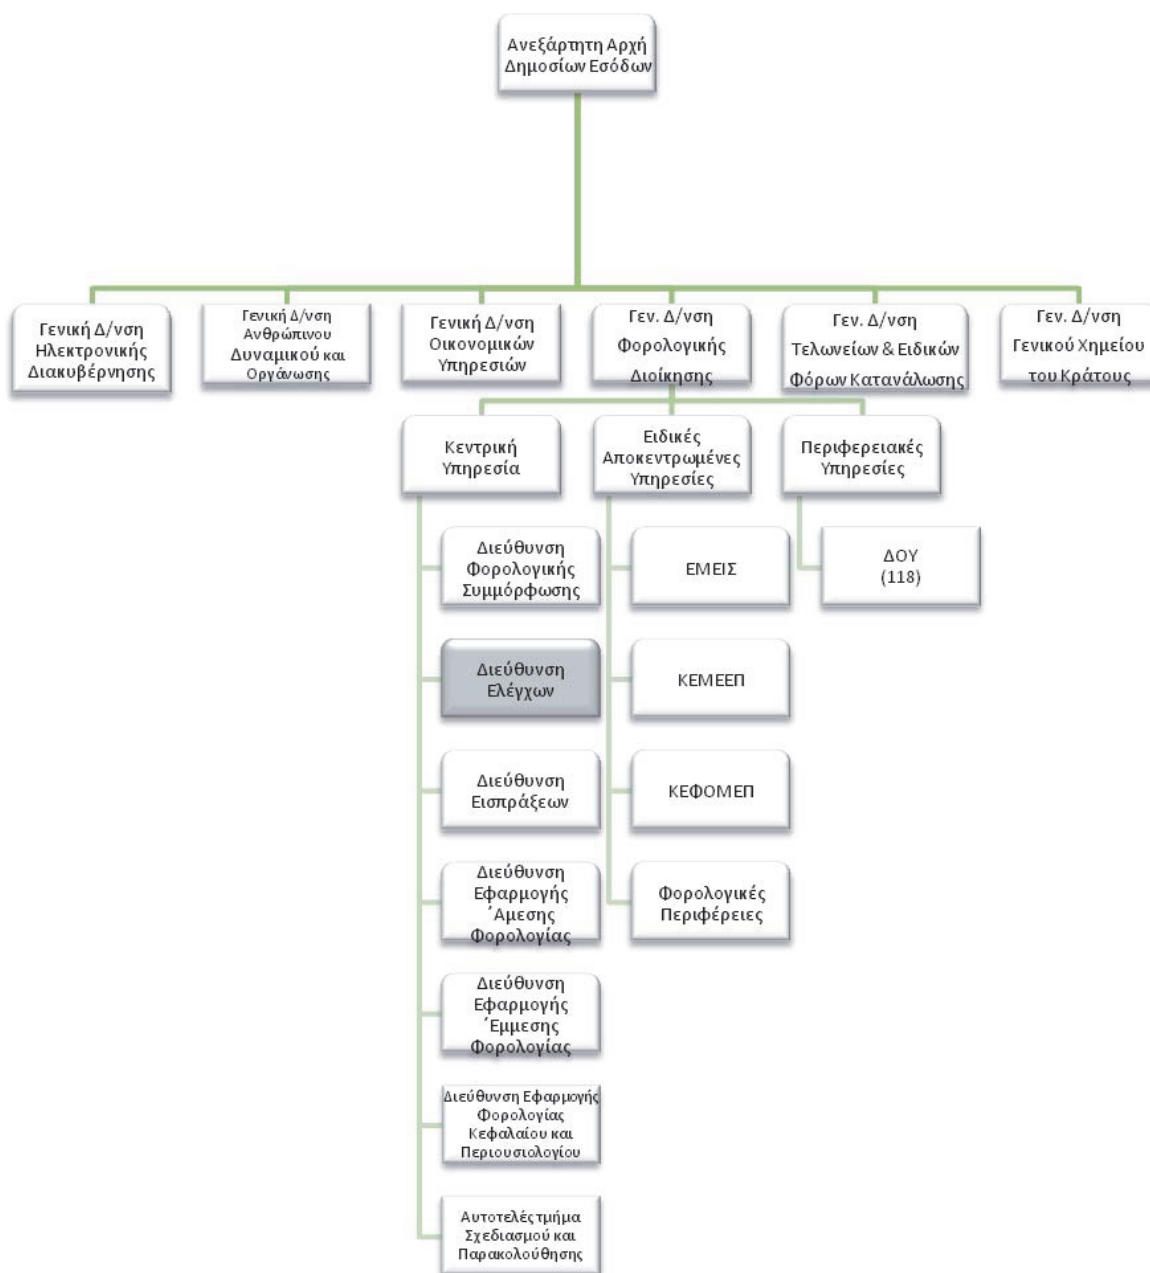 Ανεξάρτητη Αρχή
Δημοσίων Εσόδων
Γενική Δ/νση
Ηλεκτρονικής
Διακυβέρνησης
Γενική Δ/νση
Ανθρώπινου
Δυναμικού και
Οργάνωσης
Γενική Δ/νση
Οικονομικών
Υπηρεσιών
Γεν. Δ/νση
Φορολογικής
Διοίκησης
Γεν. Δ/νση
Τελωνείων & Ειδικών
Φόρων Κατανάλωσης
Γεν. Δ/νση
Γενικού Χημείου
του Κράτους
Κεντρική
Υπηρεσία
Ειδικές
Αποκεντρωμένες
Υπηρεσίες
Περιφερειακές
Υπηρεσίες
Διεύθυνση
Φορολογικής
Συμμόρφωσης
Διεύθυνση
Ελέγχων
Διεύθυνση
Εισπράξεων
Διεύθυνση
Εφαρμογής
΄Αμεσης
Φορολογίας
Διεύθυνση
Εφαρμογής
΄Εμμεσης
Φορολογίας
Διεύθυνση Εφαρμογής
Φορολογίας
Κεφαλαίου και
Περιουσιολογίου
Αυτοτελές τμήμα
Σχεδιασμού και
Παρακολούθησης
ΕΜΕΙΣ
ΚΕΜΕΕΠ
ΚΕΦΟΜΕΠ
Φορολογικές
Περιφέρειες
ΔΟΥ
(118)